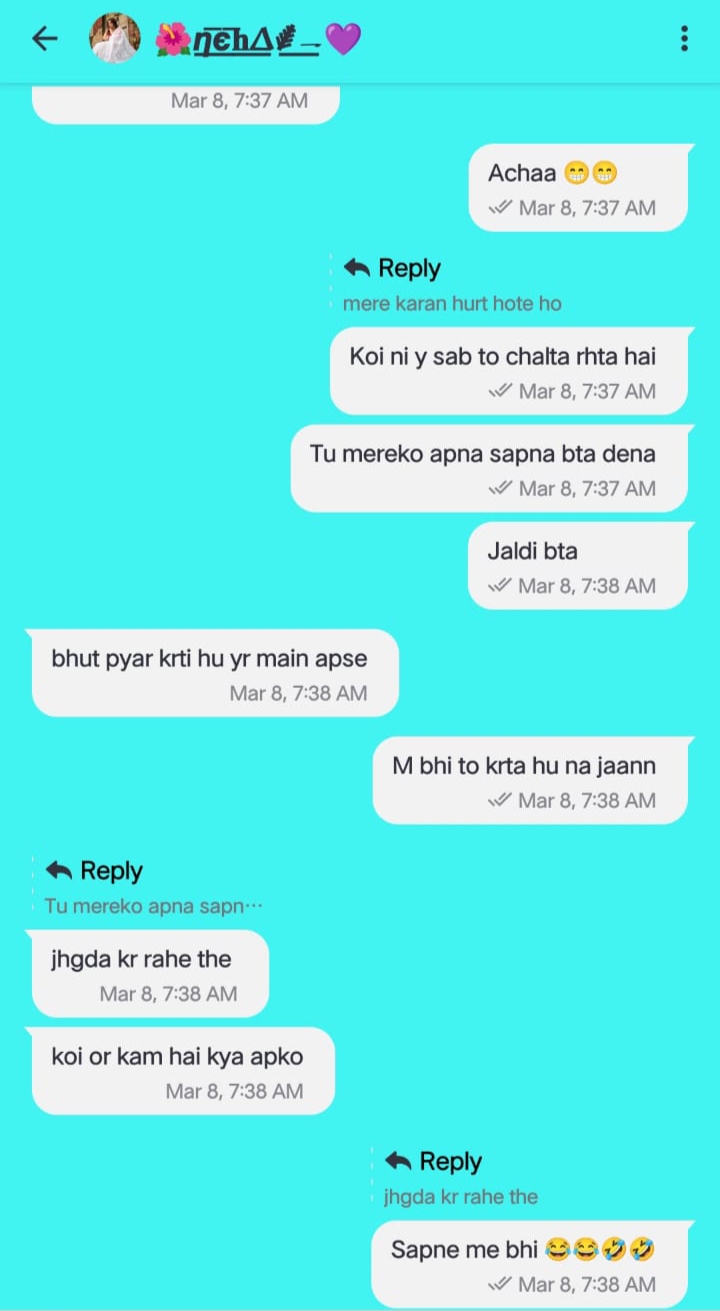 🌺η̲є̲h̲Δ̲🌿_💜
Mar 8, 7:37 AM
Achaa 😁😁
Mar 8, 7:37 AM
Reply
mere karan hurt hote ho
Koi ni y sab to chalta rhta hai
Mar 8, 7:37 AM
Tu mereko apna sapna bta dena
Mar 8, 7:37 AM
Jaldi bta
Mar 8, 7:38 AM
bhut pyar krti hu yr main apse
Mar 8, 7:38 AM
M bhi to krta hu na jaann
Mar 8, 7:38 AM
Reply
Tu mereko apna sapn...
jhgda kr rahe the
Mar 8, 7:38 AM
koi or kam hai kya apko
Mar 8, 7:38 AM
Reply
jhgda kr rahe the
Sapne me bhi 😂😂🤣🤣
Mar 8, 7:38 AM